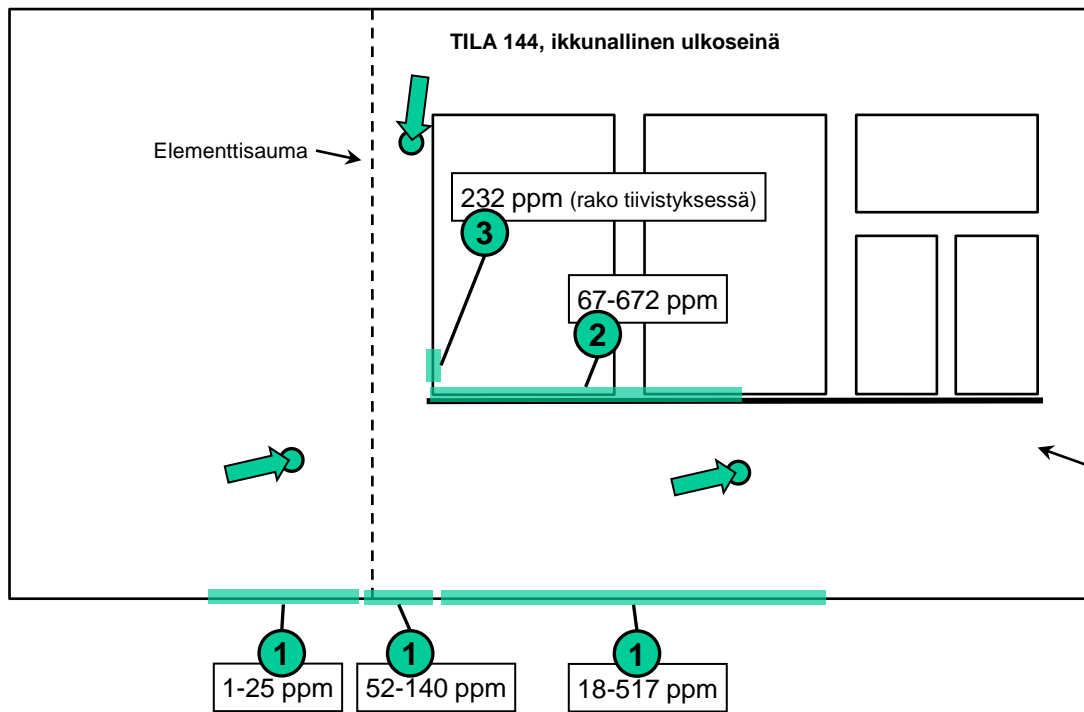 TILA 144, ikkunallinen ulkoseinä
Elementtisauma
232 ppm (rako tiivistyksessä)
3
67-672 ppm
2
1
1
1
1-25 ppm
52-140 ppm
18-517 ppm